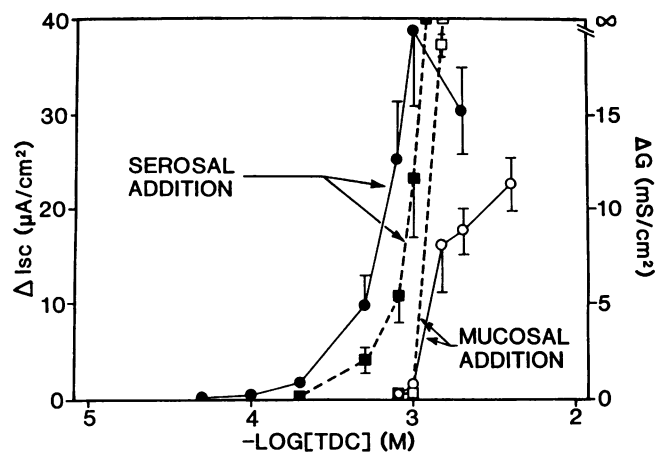 40
30
20
10
0
Δ Isc (μA/cm²)
SEROSAL
ADDITION
MUCOSAL
ADDITION
∞
15
10
5
0
ΔG (mS/cm²)
5
4
3
2
-LOG[TDC] (M)